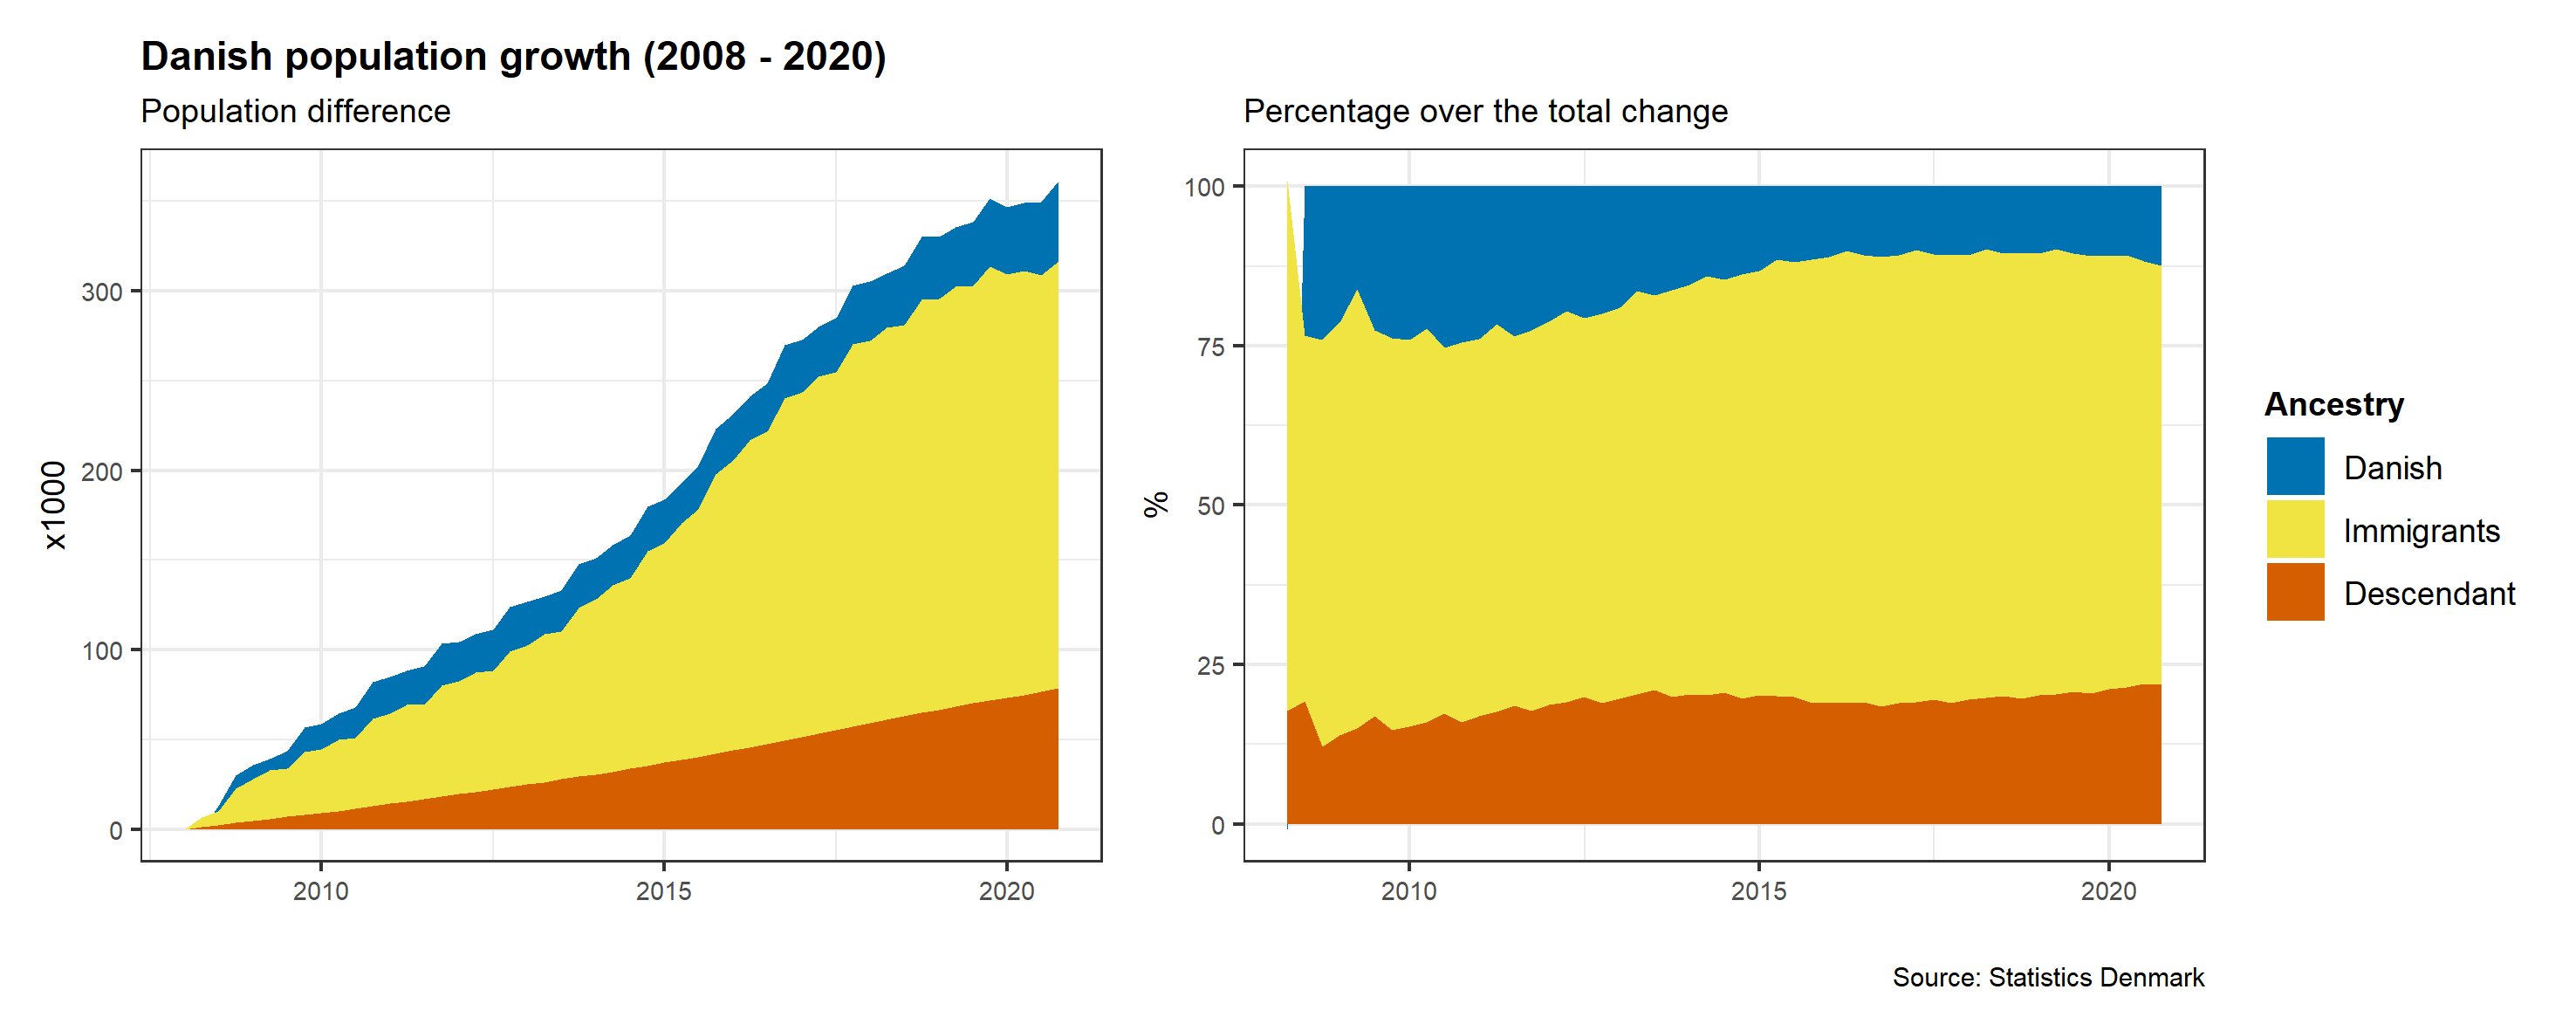 Danish population growth (2008 - 2020)
Population difference
x1000
300
200
100
0
2010 2015 2020
Percentage over the total change
%
100
75
50
25
0
2010 2015 2020
Ancestry
Danish
Immigrants
Descendant
Source: Statistics Denmark